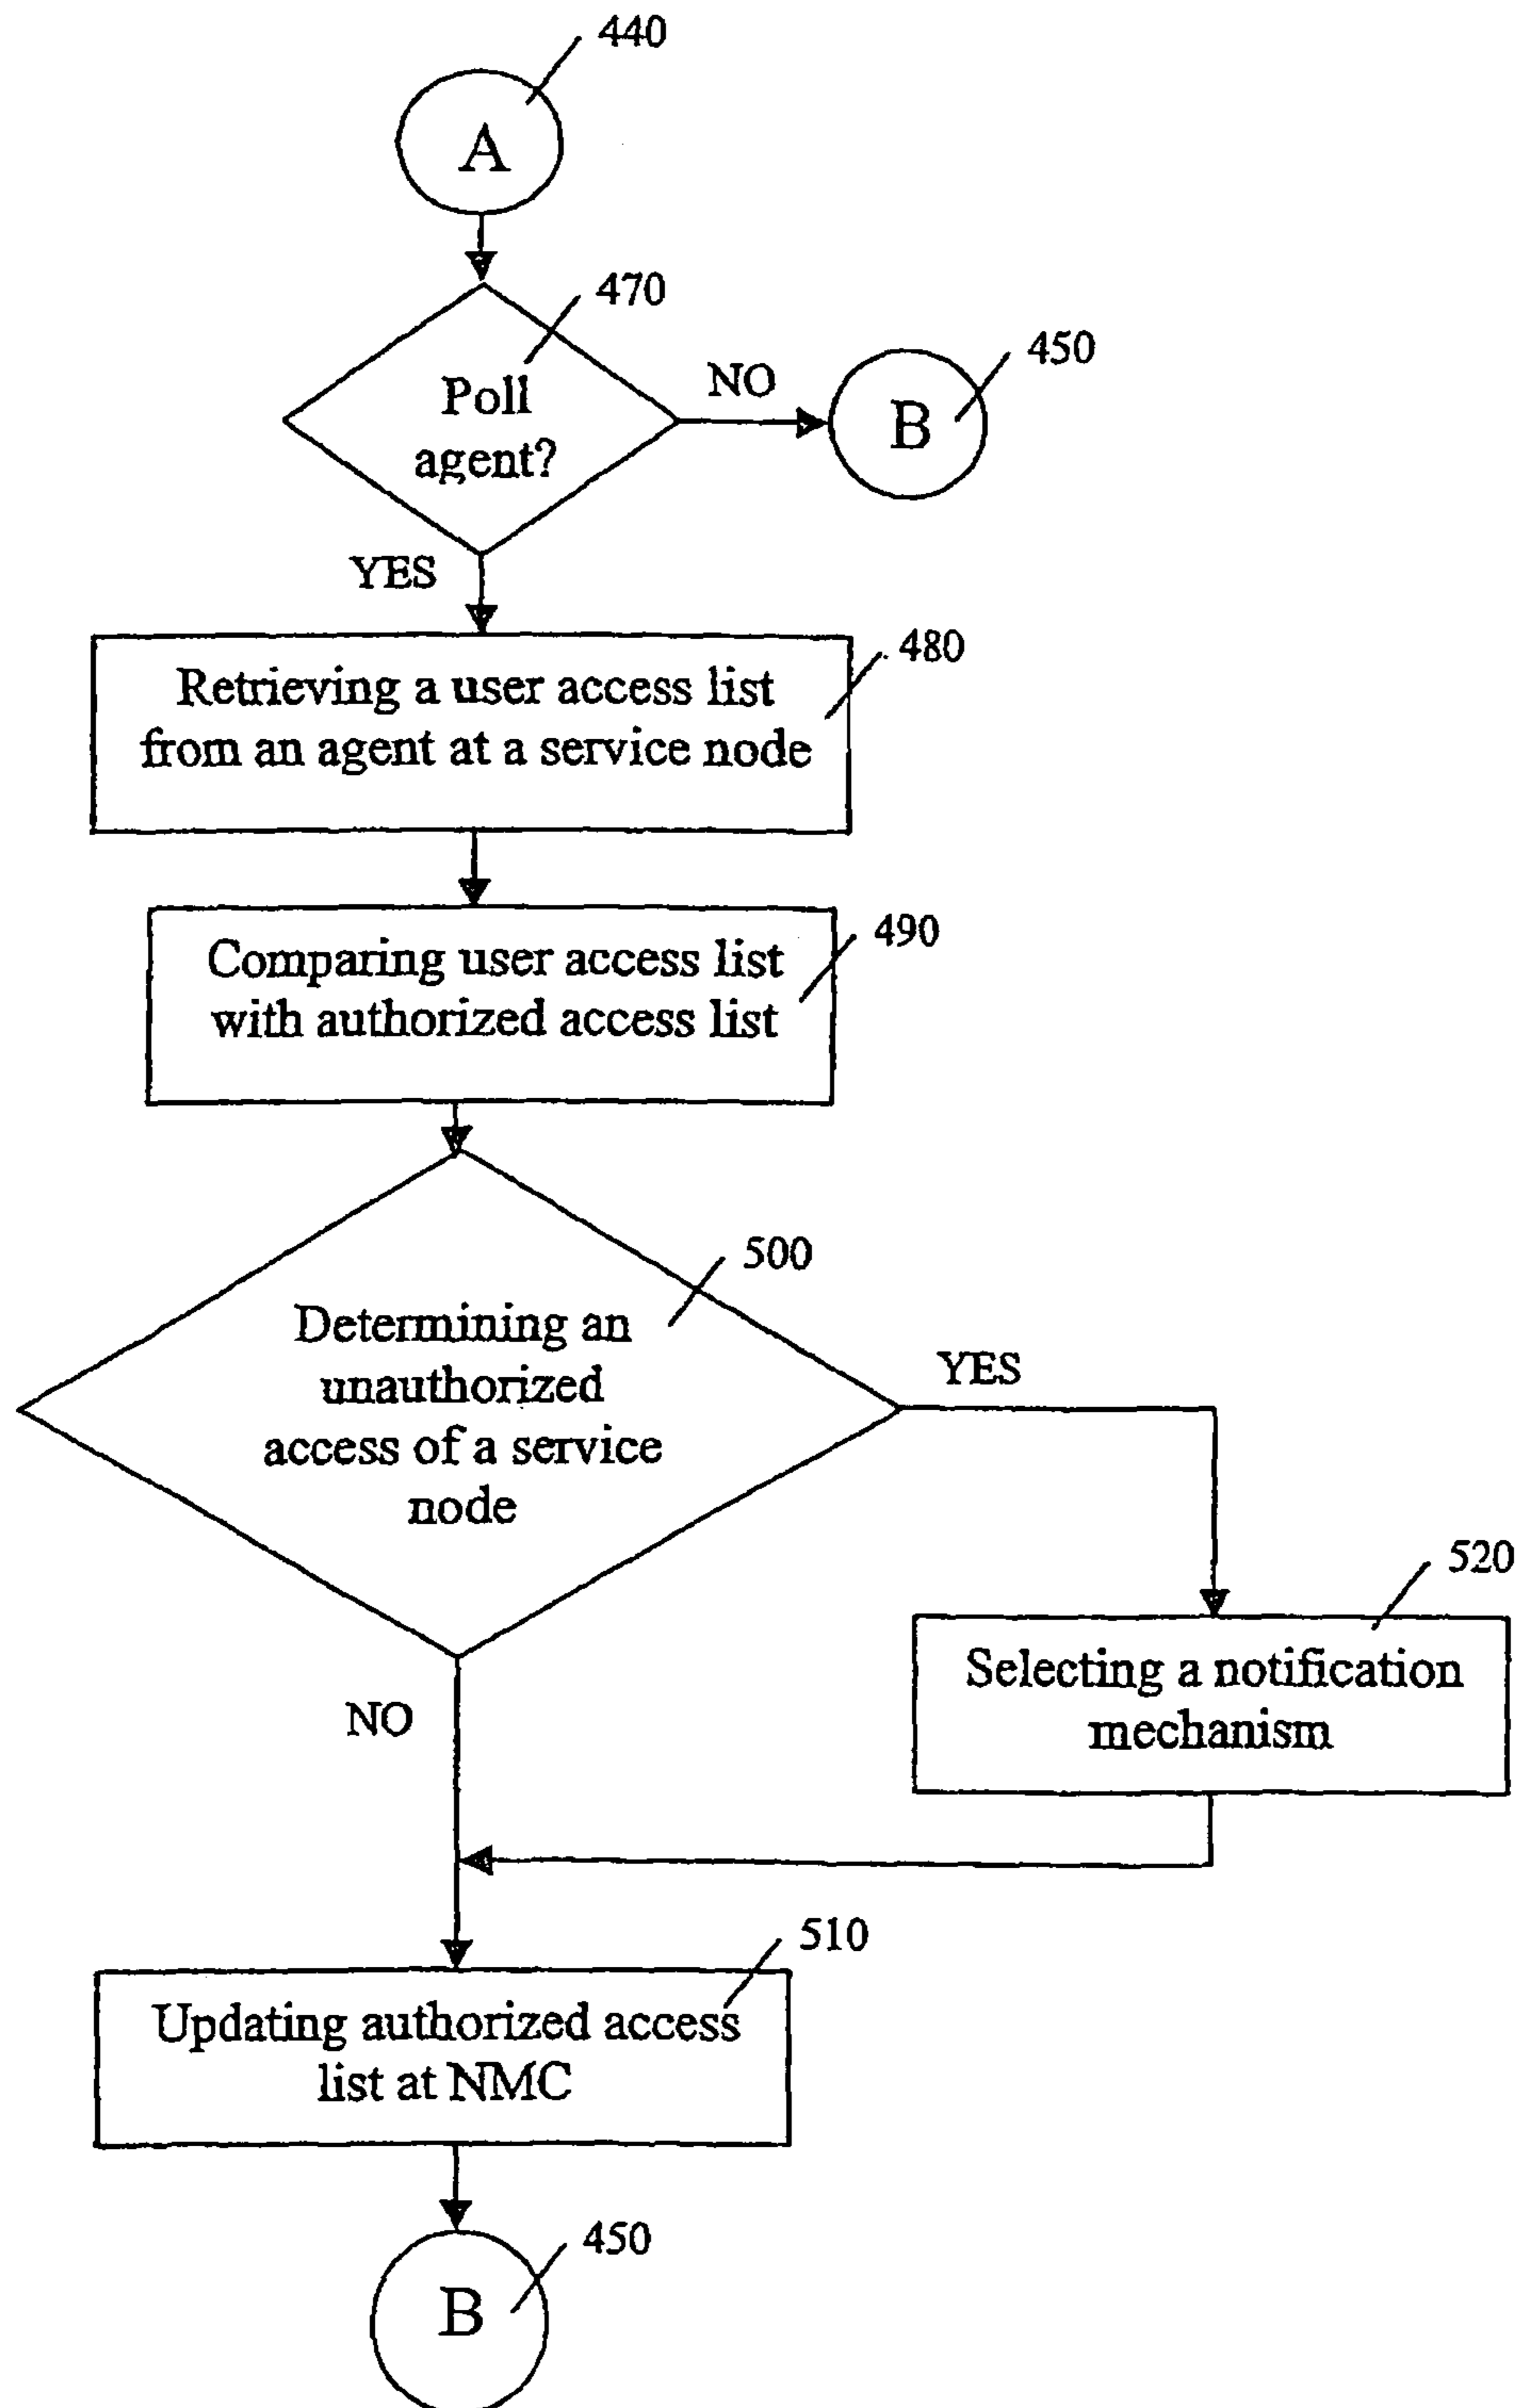 440
A
470
Poll
agent?
NO
450
B
YES
480
Retrieving a user access list
from an agent at a service node
490
Comparing user access list
with authorized access list
500
Determining an
unauthorized
access of a service
node
YES
520
Selecting a notification
mechanism
NO
510
Updating authorized access
list at NMC
450
B